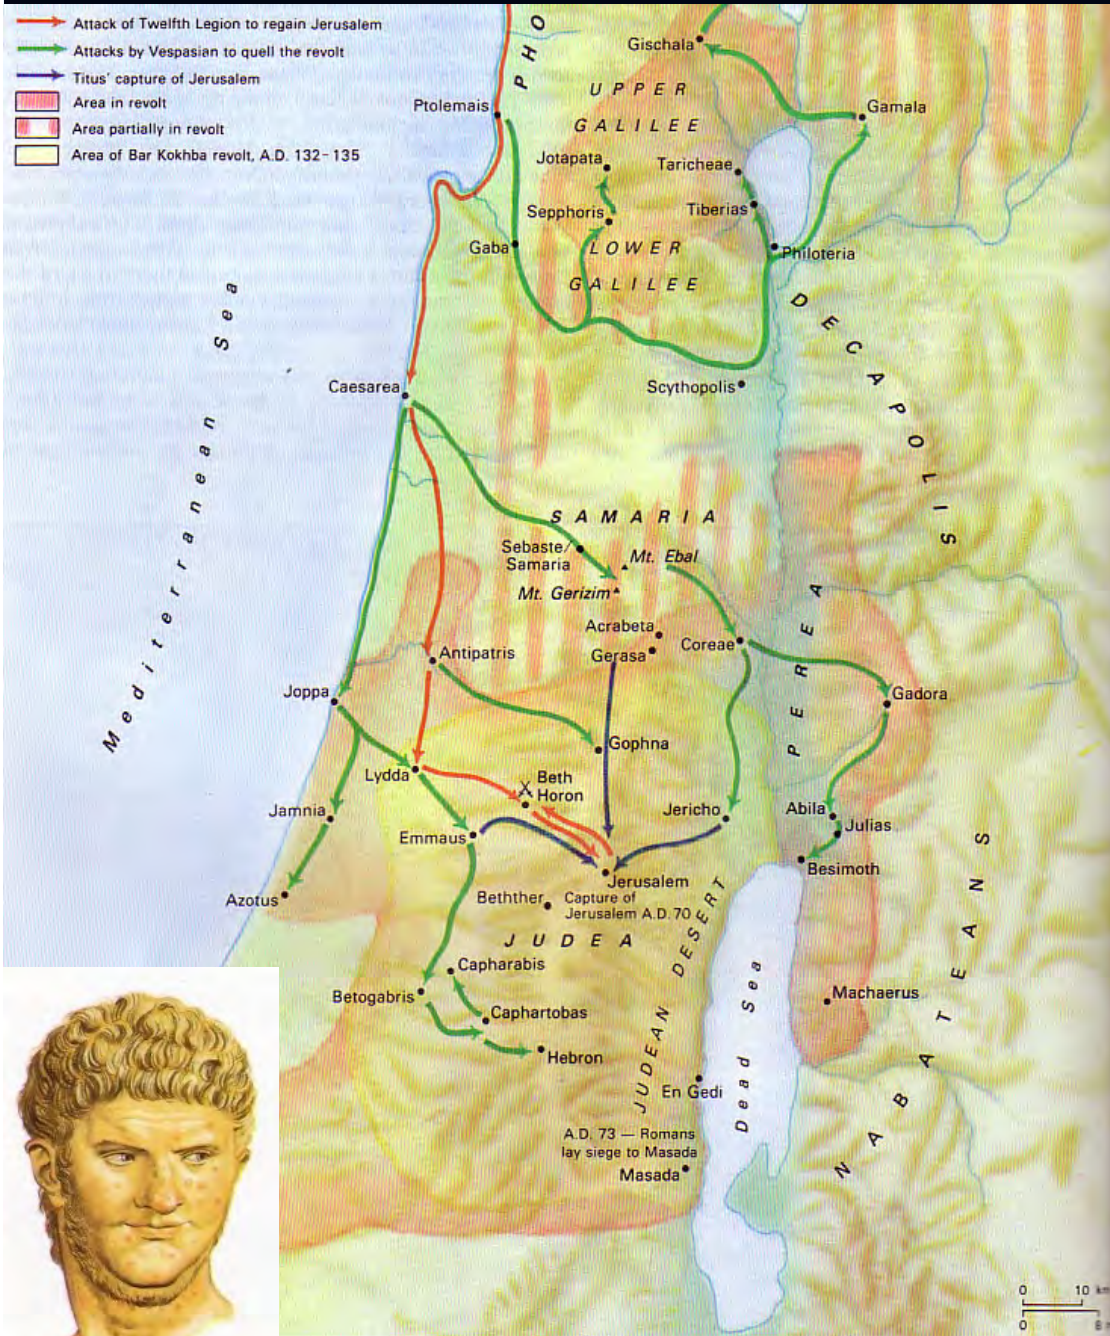 Attack of Twelfth Legion to regain Jerusalem
Attacks by Vespasian to quell the revolt
Titus' capture of Jerusalem
Area in revolt
Area partially in revolt
Area of Bar Kokhba revolt, A.D. 132–135
PHO
Gischala
UPPER
GALILEE
Ptolemais
Gamala
Jotapata
Taricheae
Sepphoris
Tiberias
Gaba
LOWER
GALILEE
Philoteria
DECAPOLIS
Mediterranean Sea
Caesarea
Scythopolis
SAMARIA
Sebaste/
Samaria
Mt. Ebal
Mt. Gerizim
Acrabeta
Gerasa
Coreae
PEREA
Antipatris
Joppa
Gadora
Gophna
Lydda
Beth
Horon
Jamnia
Emmaus
Jericho
Abila
Julias
Besimoth
Jerusalem
Azotus
Bethther
Capture of
Jerusalem A.D. 70
JUDEA
JUDEAN DESERT
NABATEANS
Capharabis
Betogabris
Caphartobas
Machaerus
Hebron
Dead Sea
En Gedi
A.D. 73 — Romans
lay siege to Masada
Masada
0 10
0